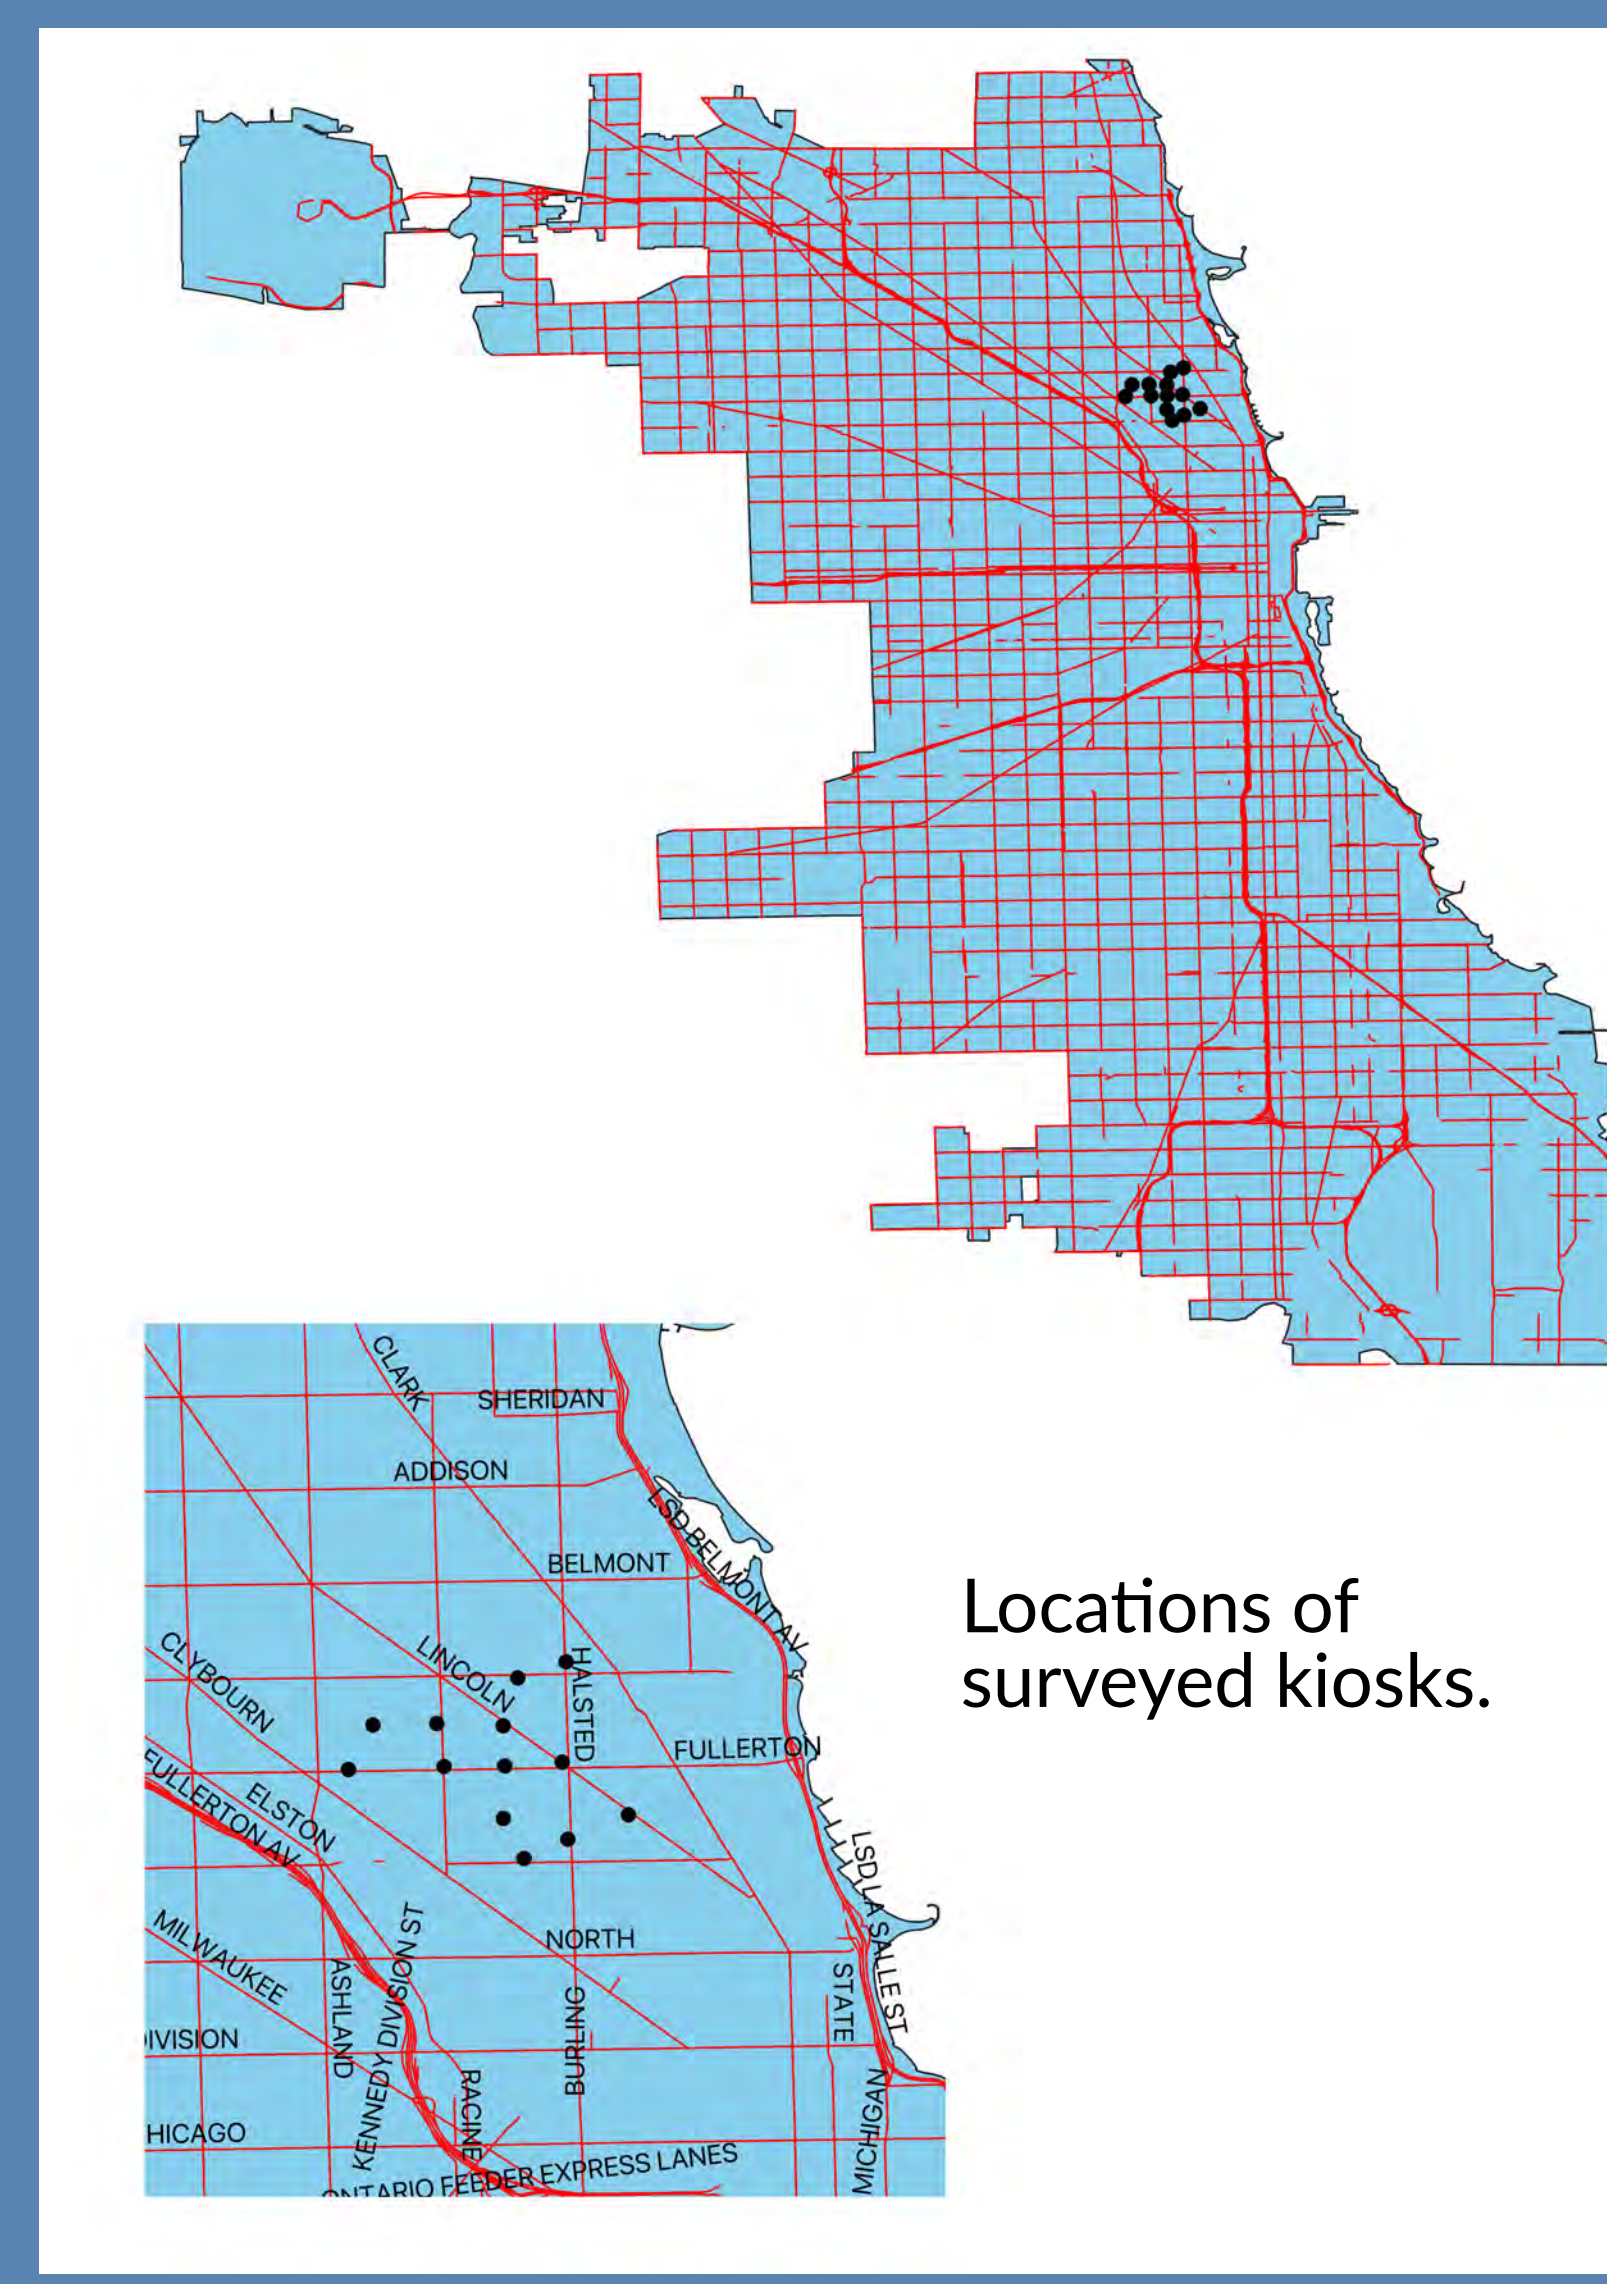 CLARK
SHERIDAN
ADDISON
LSD BELMONT AV
BELMONT
CLYBOURN
LINCOLN
HALSTED
FULLERTON
FULLERTON AV
ELSTON
LSD LA SALLE ST
MILWAUKEE
NORTH
ASHLAND
KENNEDY DIVISION ST
BURLING
STATE
IVISION
RACINE
MICHIGAN
HICAGO
ONTARIO FEEDER EXPRESS LANES
Locations of
surveyed kiosks.